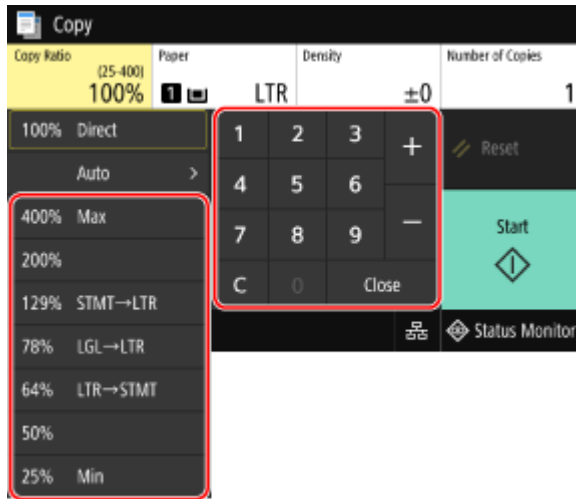 Copy
Copy Ratio
(25-400)
100%
Paper
1 LTR
Density
±0
Number of Copies
1
100% Direct
Auto >
400% Max
200%
129% STMT→LTR
78% LGL→LTR
64% LTR→STMT
50%
25% Min
1 2 3 +
4 5 6
7 8 9 −
C 0 Close
Reset
Start
Status Monitor